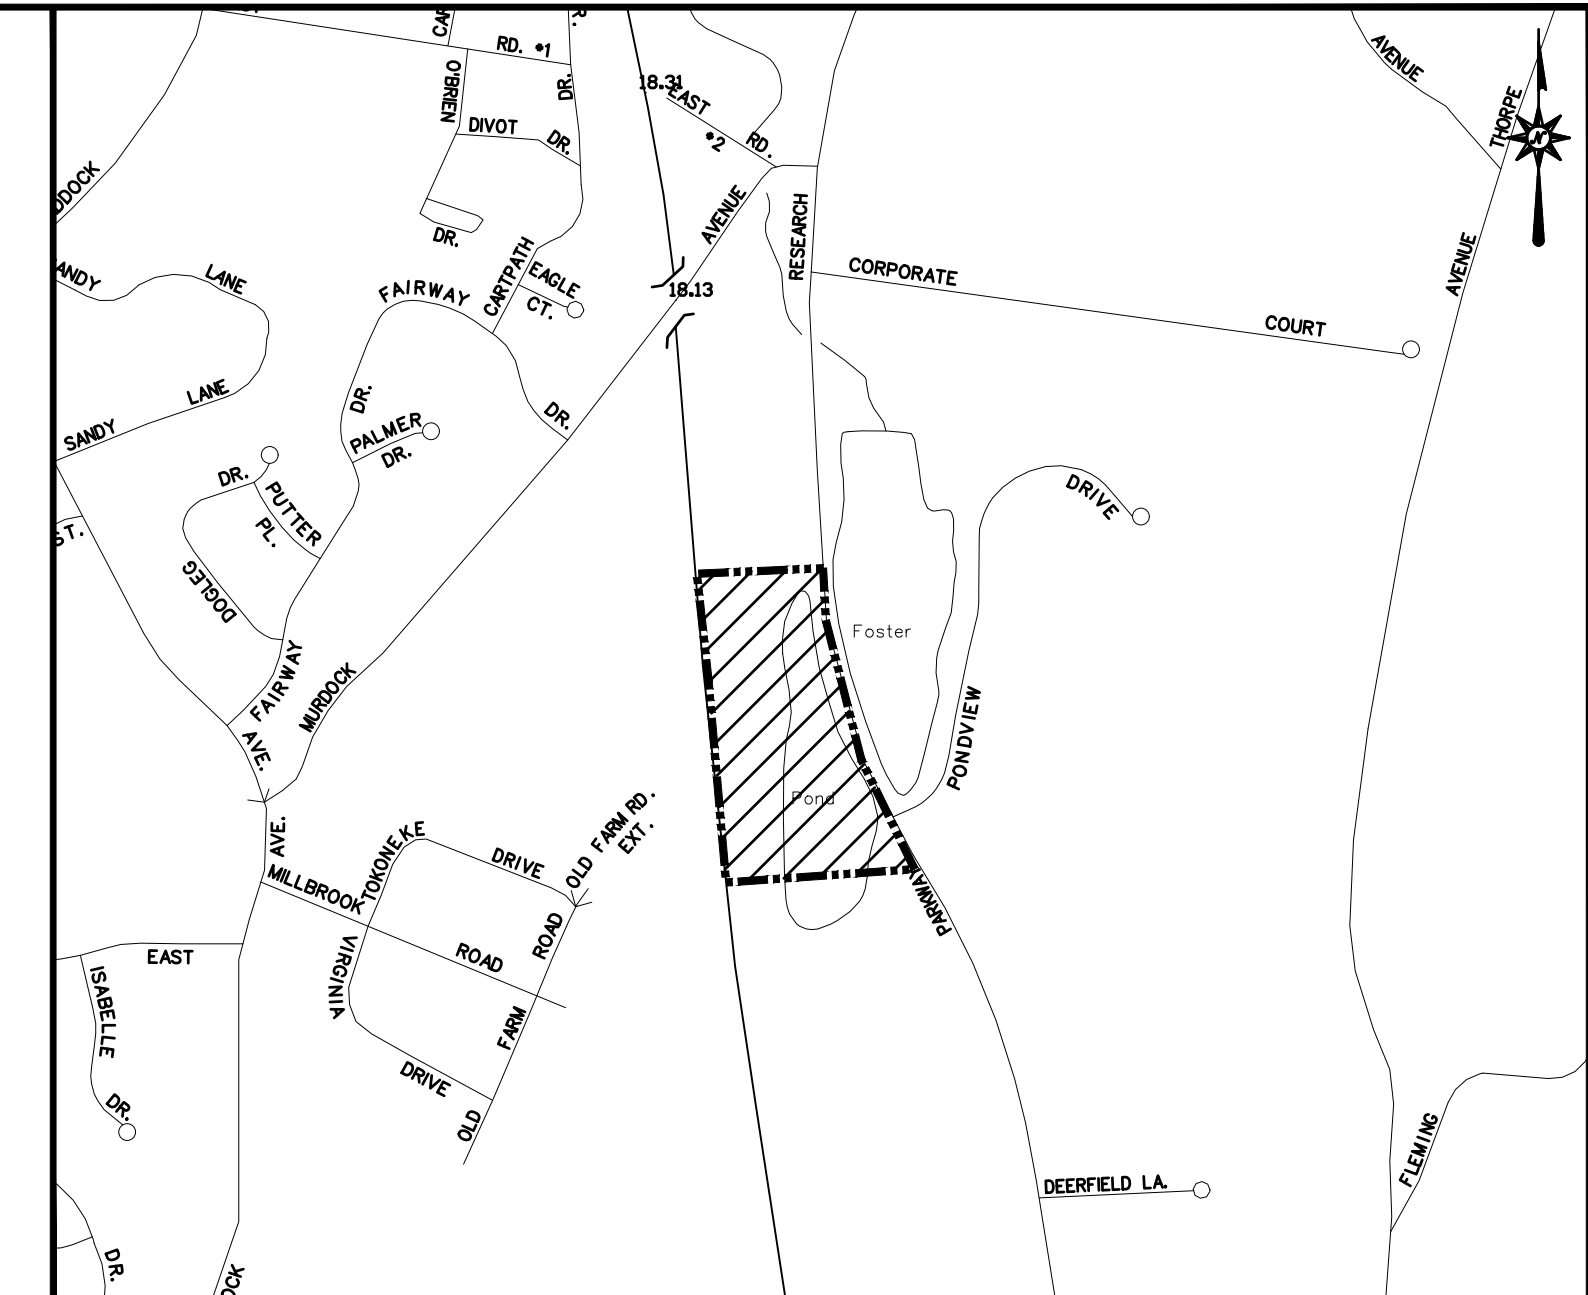 RD. #1
O'BRIEN
DR.
18.31
EAST
#2
RD.
DIVOT
DR.
AVENUE
THORPE
AVENUE
N
DDOCK
DR.
AVENUE
RESEARCH
CORPORATE
COURT
ANDY
LANE
FAIRWAY
CARTPATH
EAGLE
CT.
18.13
LANE
SANDY
DR.
PALMER
DR.
DR.
DR.
PUTTER
PL.
DRIVE
ST.
DOGLEG
Foster
FAIRWAY
MURDOCK
AVE.
PONDVIEW
Pond
AVE.
MILLBROOK
TOKONEKE
DRIVE
OLD FARM RD.
EXT.
PARKWAY
EAST
ISABELLE
DR.
VIRGINIA
ROAD
ROAD
FARM
DRIVE
OLD
FLEMING
DEERFIELD LA.
DR.
OCK